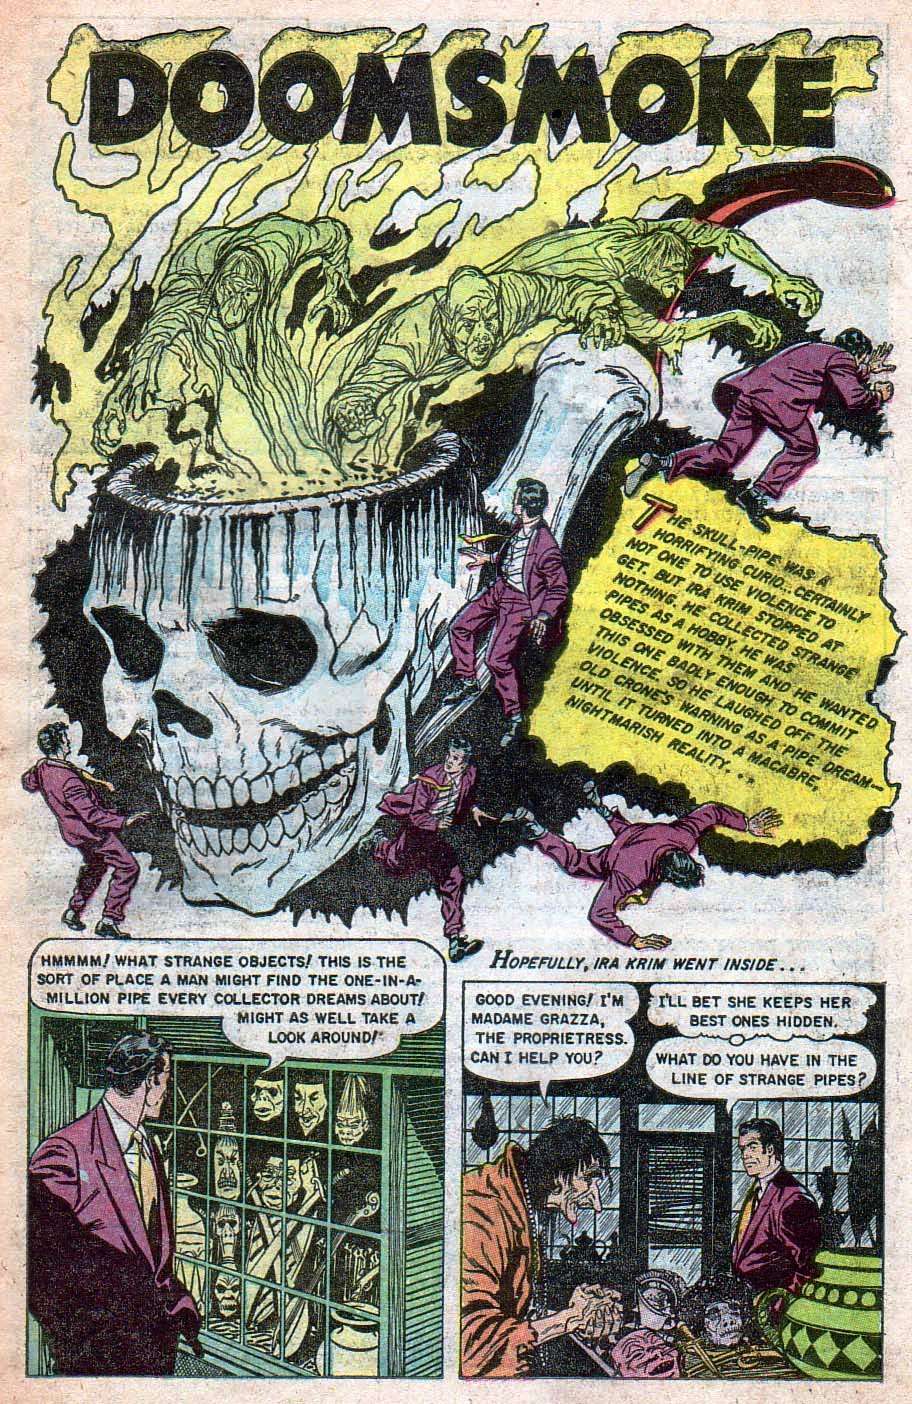 DOOMSMOKE
THE SKULL-PIPE WAS A
HORRIFYING CURIO... CERTAINLY
NOT ONE TO USE VIOLENCE TO
GET. BUT IRA KRIM STOPPED AT
NOTHING. HE COLLECTED STRANGE
PIPES AS A HOBBY. HE WAS
OBSESSED WITH THEM AND HE WANTED
THIS ONE BADLY ENOUGH TO COMMIT
VIOLENCE. SO HE LAUGHED OFF THE
OLD CRONE'S WARNING AS A PIPE DREAM—
UNTIL IT TURNED INTO A MACABRE,
NIGHTMARISH REALITY...
HMMMM! WHAT STRANGE OBJECTS! THIS IS THE
SORT OF PLACE A MAN MIGHT FIND THE ONE-IN-A-
MILLION PIPE EVERY COLLECTOR DREAMS ABOUT!
MIGHT AS WELL TAKE A
LOOK AROUND!
HOPEFULLY, IRA KRIM WENT INSIDE...
GOOD EVENING! I'M
MADAME GRAZZA,
THE PROPRIETRESS.
CAN I HELP YOU?
I'LL BET SHE KEEPS HER
BEST ONES HIDDEN.
WHAT DO YOU HAVE IN THE
LINE OF STRANGE PIPES?